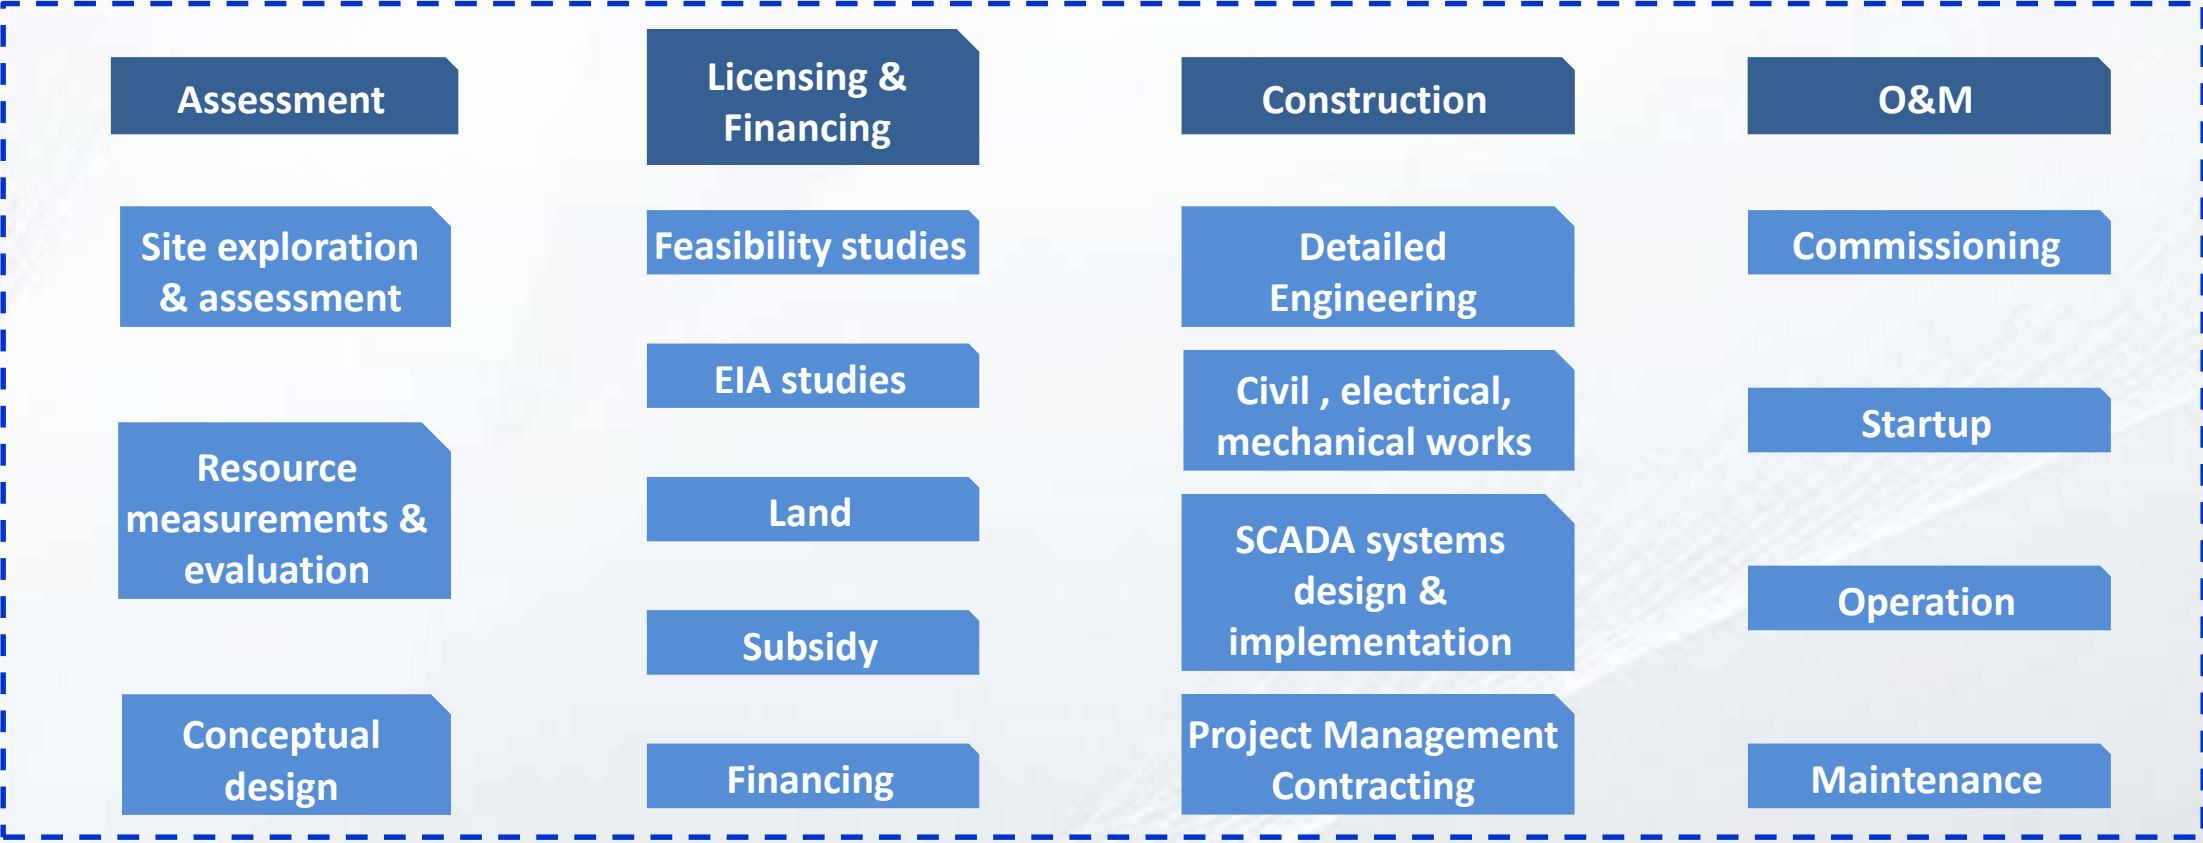 Assessment
Site exploration
& assessment
Resource
measurements &
evaluation
Conceptual
design
Licensing &
Financing
Feasibility studies
EIA studies
Land
Subsidy
Financing
Construction
Detailed
Engineering
Civil , electrical,
mechanical works
SCADA systems
design &
implementation
Project Management
Contracting
O&M
Commissioning
Startup
Operation
Maintenance